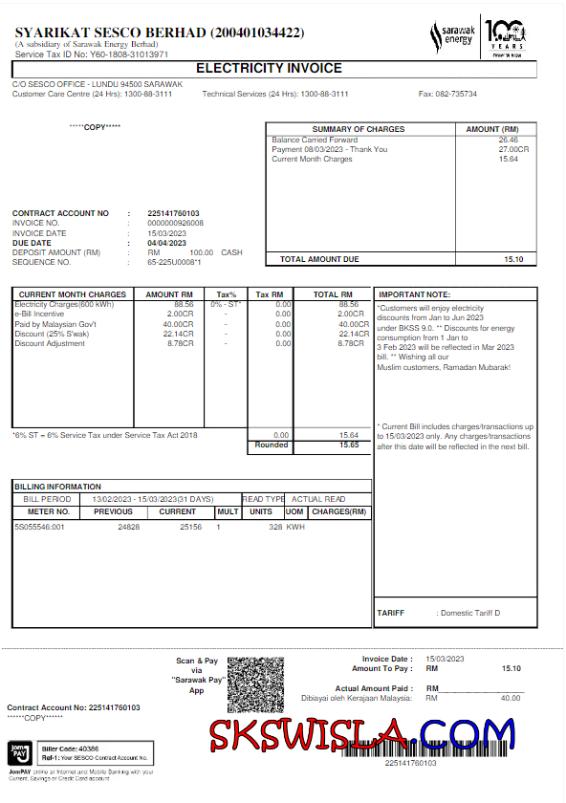 SYARIKAT SESCO BERHAD (200401034422)
(A subsidiary of Sarawak Energy Berhad)
Service Tax ID No: Y60-1808-31013971
sarawak energy
100 YEARS
ELECTRICITY INVOICE
C/O SESCO OFFICE - LUNDU 94500 SARAWAK
Customer Care Centre (24 Hrs): 1300-88-3111 Technical Services (24 Hrs): 1300-88-3111 Fax: 082-735734
*****COPY*****
SUMMARY OF CHARGES AMOUNT (RM)
Balance Carried Forward 26.46
Payment 08/03/2023 - Thank You 27.00CR
Current Month Charges 15.64
TOTAL AMOUNT DUE 15.10
CONTRACT ACCOUNT NO : 225141760103
INVOICE NO. : 0000000926008
INVOICE DATE : 15/03/2023
DUE DATE : 04/04/2023
DEPOSIT AMOUNT (RM) : RM 100.00 CASH
SEQUENCE NO. : 65-225U0008*1
CURRENT MONTH CHARGES AMOUNT RM Tax% Tax RM TOTAL RM
Electricity Charges(600 kWh) 88.56 0% - ST* 0.00 88.56
e-Bill Incentive 2.00CR - 0.00 2.00CR
Paid by Malaysian Gov't 40.00CR - 0.00 40.00CR
Discount (25% S'wak) 22.14CR - 0.00 22.14CR
Discount Adjustment 8.78CR - 0.00 8.78CR
*6% ST = 6% Service Tax under Service Tax Act 2018 0.00 15.64
Rounded 15.65
IMPORTANT NOTE:
*Customers will enjoy electricity
discounts from Jan to Jun 2023
under BKSS 9.0. ** Discounts for energy
consumption from 1 Jan to
3 Feb 2023 will be reflected in Mar 2023
bill. ** Wishing all our
Muslim customers, Ramadan Mubarak!
* Current Bill includes charges/transactions up
to 15/03/2023 only. Any charges/transactions
after this date will be reflected in the next bill.
BILLING INFORMATION
BILL PERIOD 13/02/2023 - 15/03/2023(31 DAYS) READ TYPE ACTUAL READ
METER NO. PREVIOUS CURRENT MULT UNITS UOM CHARGES(RM)
5S055546:001 24828 25156 1 328 KWH
TARIFF : Domestic Tariff D
Scan & Pay
via
"Sarawak Pay"
App
Invoice Date : 15/03/2023
Amount To Pay : RM 15.10
Actual Amount Paid : RM
Dibiayai oleh Kerajaan Malaysia: RM 40.00
Contract Account No: 225141760103
******COPY******
SKSWISLA.COM
225141760103
Jom PAY
Biller Code: 40386
Ref-1: Your SESCO Contract Account No.
JomPAY online at Internet and Mobile Banking with your
Current, Savings or Credit Card account